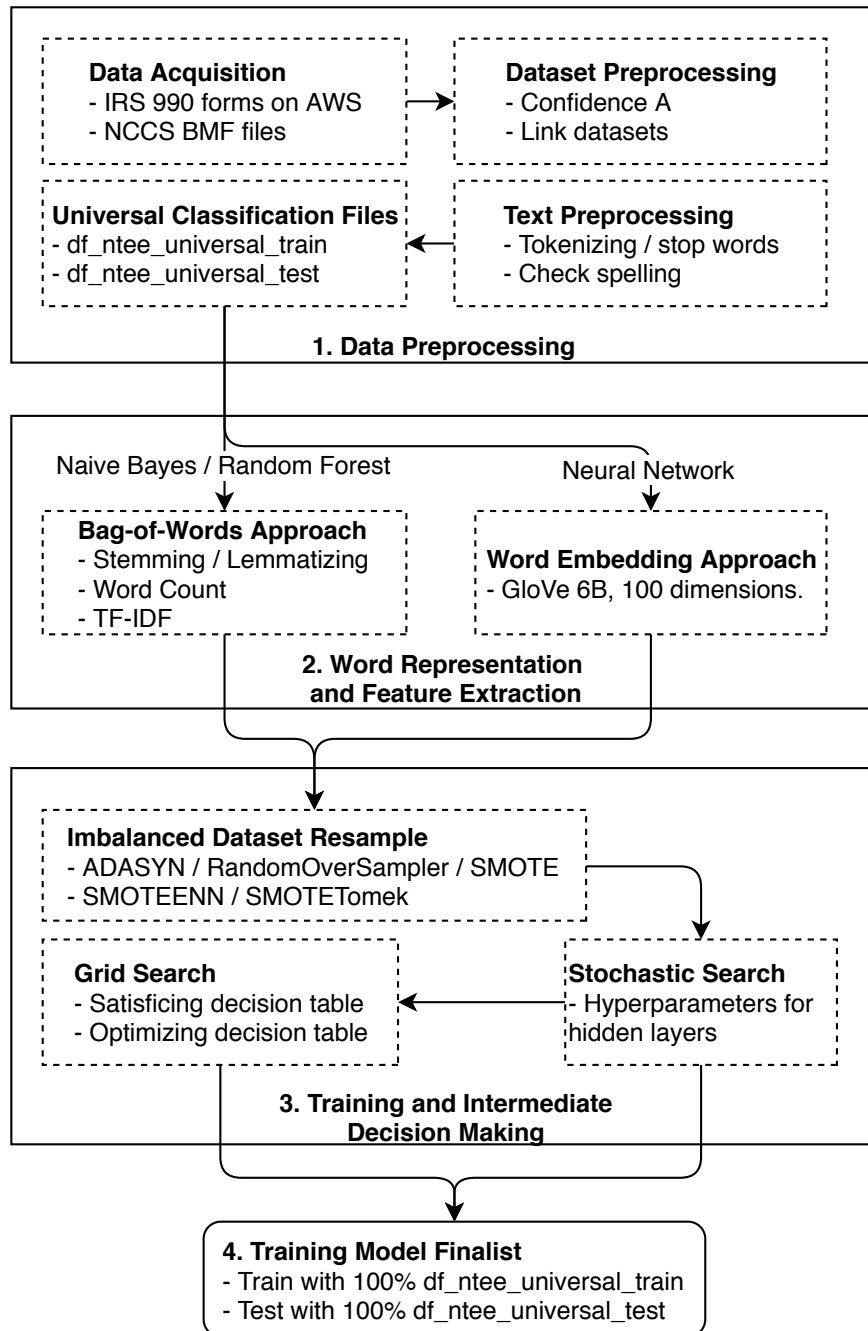 Data Acquisition
- IRS 990 forms on AWS
- NCCS BMF files
Dataset Preprocessing
- Confidence A
- Link datasets
Universal Classification Files
- df_ntee_universal_train
- df_ntee_universal_test
Text Preprocessing
- Tokenizing / stop words
- Check spelling
1. Data Preprocessing
Naive Bayes / Random Forest
Neural Network
Bag-of-Words Approach
- Stemming / Lemmatizing
- Word Count
- TF-IDF
Word Embedding Approach
- GloVe 6B, 100 dimensions.
2. Word Representation
and Feature Extraction
Imbalanced Dataset Resample
- ADASYN / RandomOverSampler / SMOTE
- SMOTEENN / SMOTETomek
Grid Search
- Satisficing decision table
- Optimizing decision table
Stochastic Search
- Hyperparameters for
hidden layers
3. Training and Intermediate
Decision Making
4. Training Model Finalist
- Train with 100% df_ntee_universal_train
- Test with 100% df_ntee_universal_test